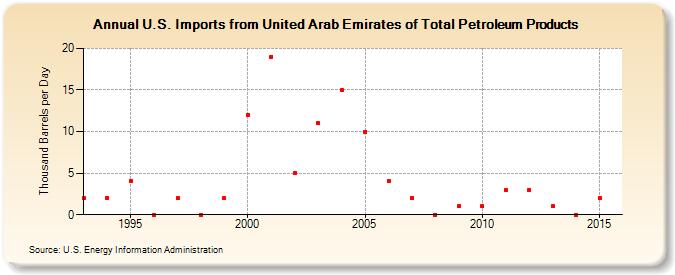 Annual U.S. Imports from United Arab Emirates of Total Petroleum Products
Thousand Barrels per Day
20
15
10
5
0
1995 2000 2005 2010 2015
Source: U.S. Energy Information Administration